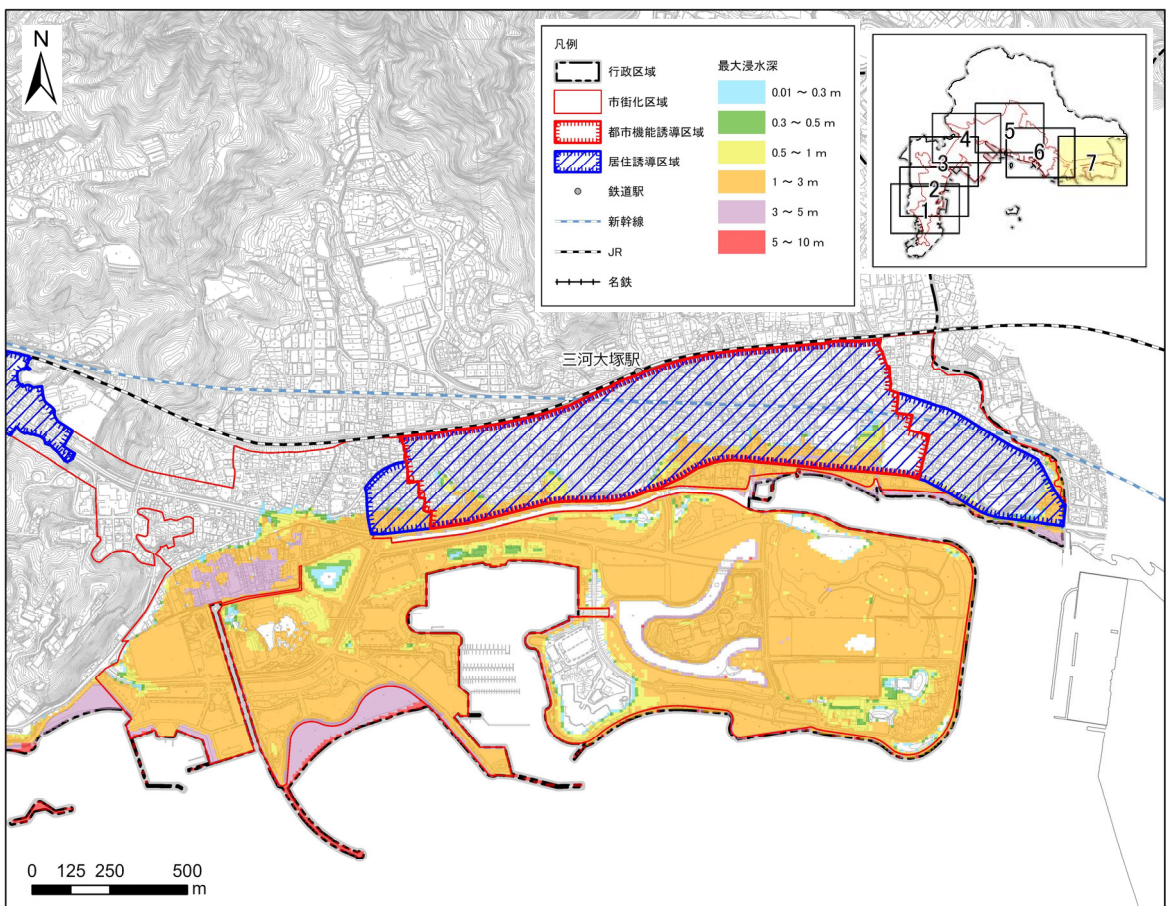 N
凡例
行政区域
市街化区域
都市機能誘導区域
居住誘導区域
鉄道駅
新幹線
JR
名鉄
最大浸水深
0.01 ～ 0.3 m
0.3 ～ 0.5 m
0.5 ～ 1 m
1 ～ 3 m
3 ～ 5 m
5 ～ 10 m
5
4
6
7
3
2
1
三河大塚駅
0 125 250 500
m